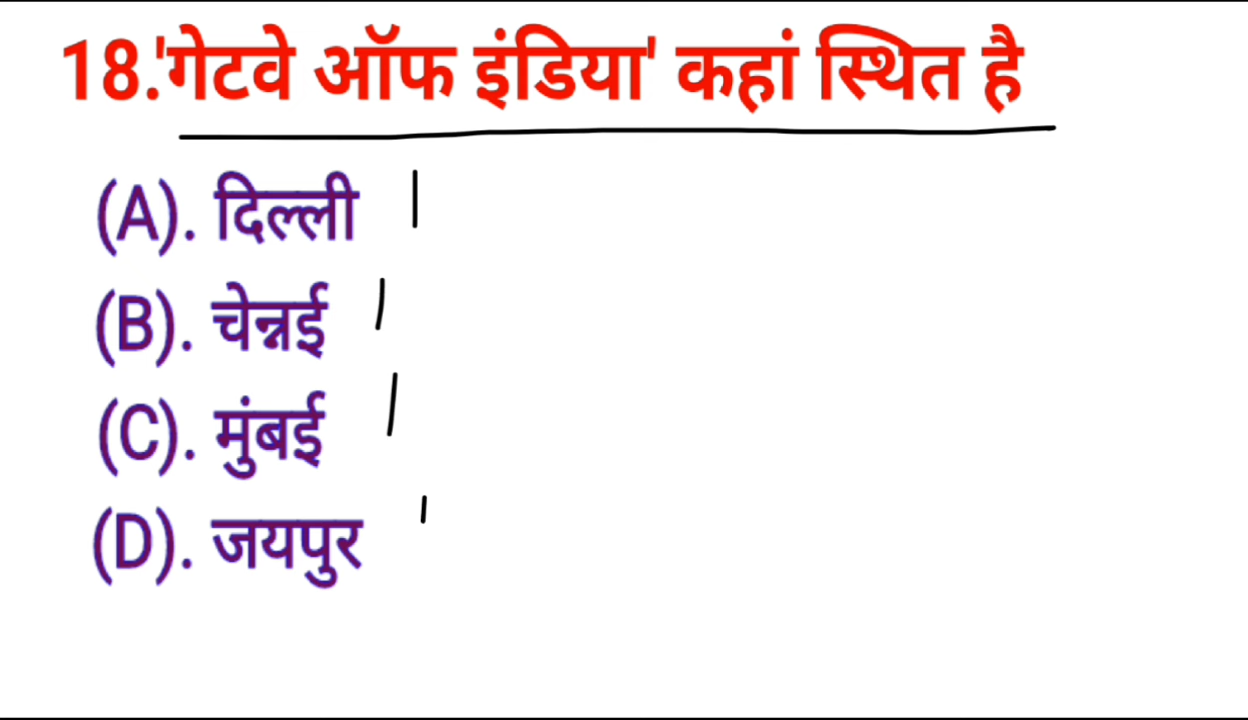 18.'गेटवे ऑफ इंडिया' कहां स्थित है
(A). दिल्ली
(B). चेन्नई
(C). मुंबई
(D). जयपुर